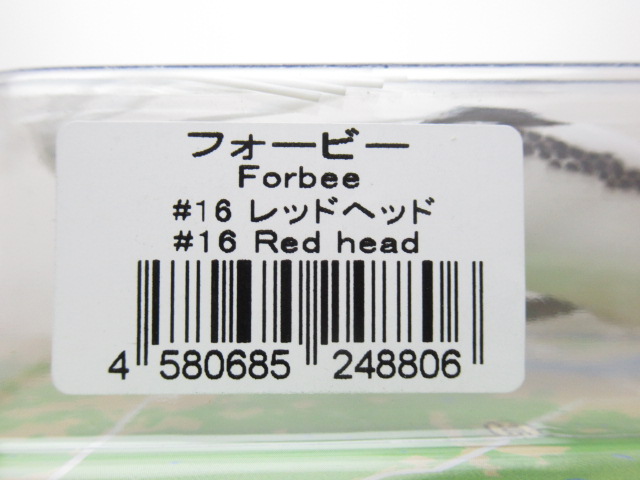 フォービー
Forbee
#16 レッドヘッド
#16 Red head
4 580685 248806